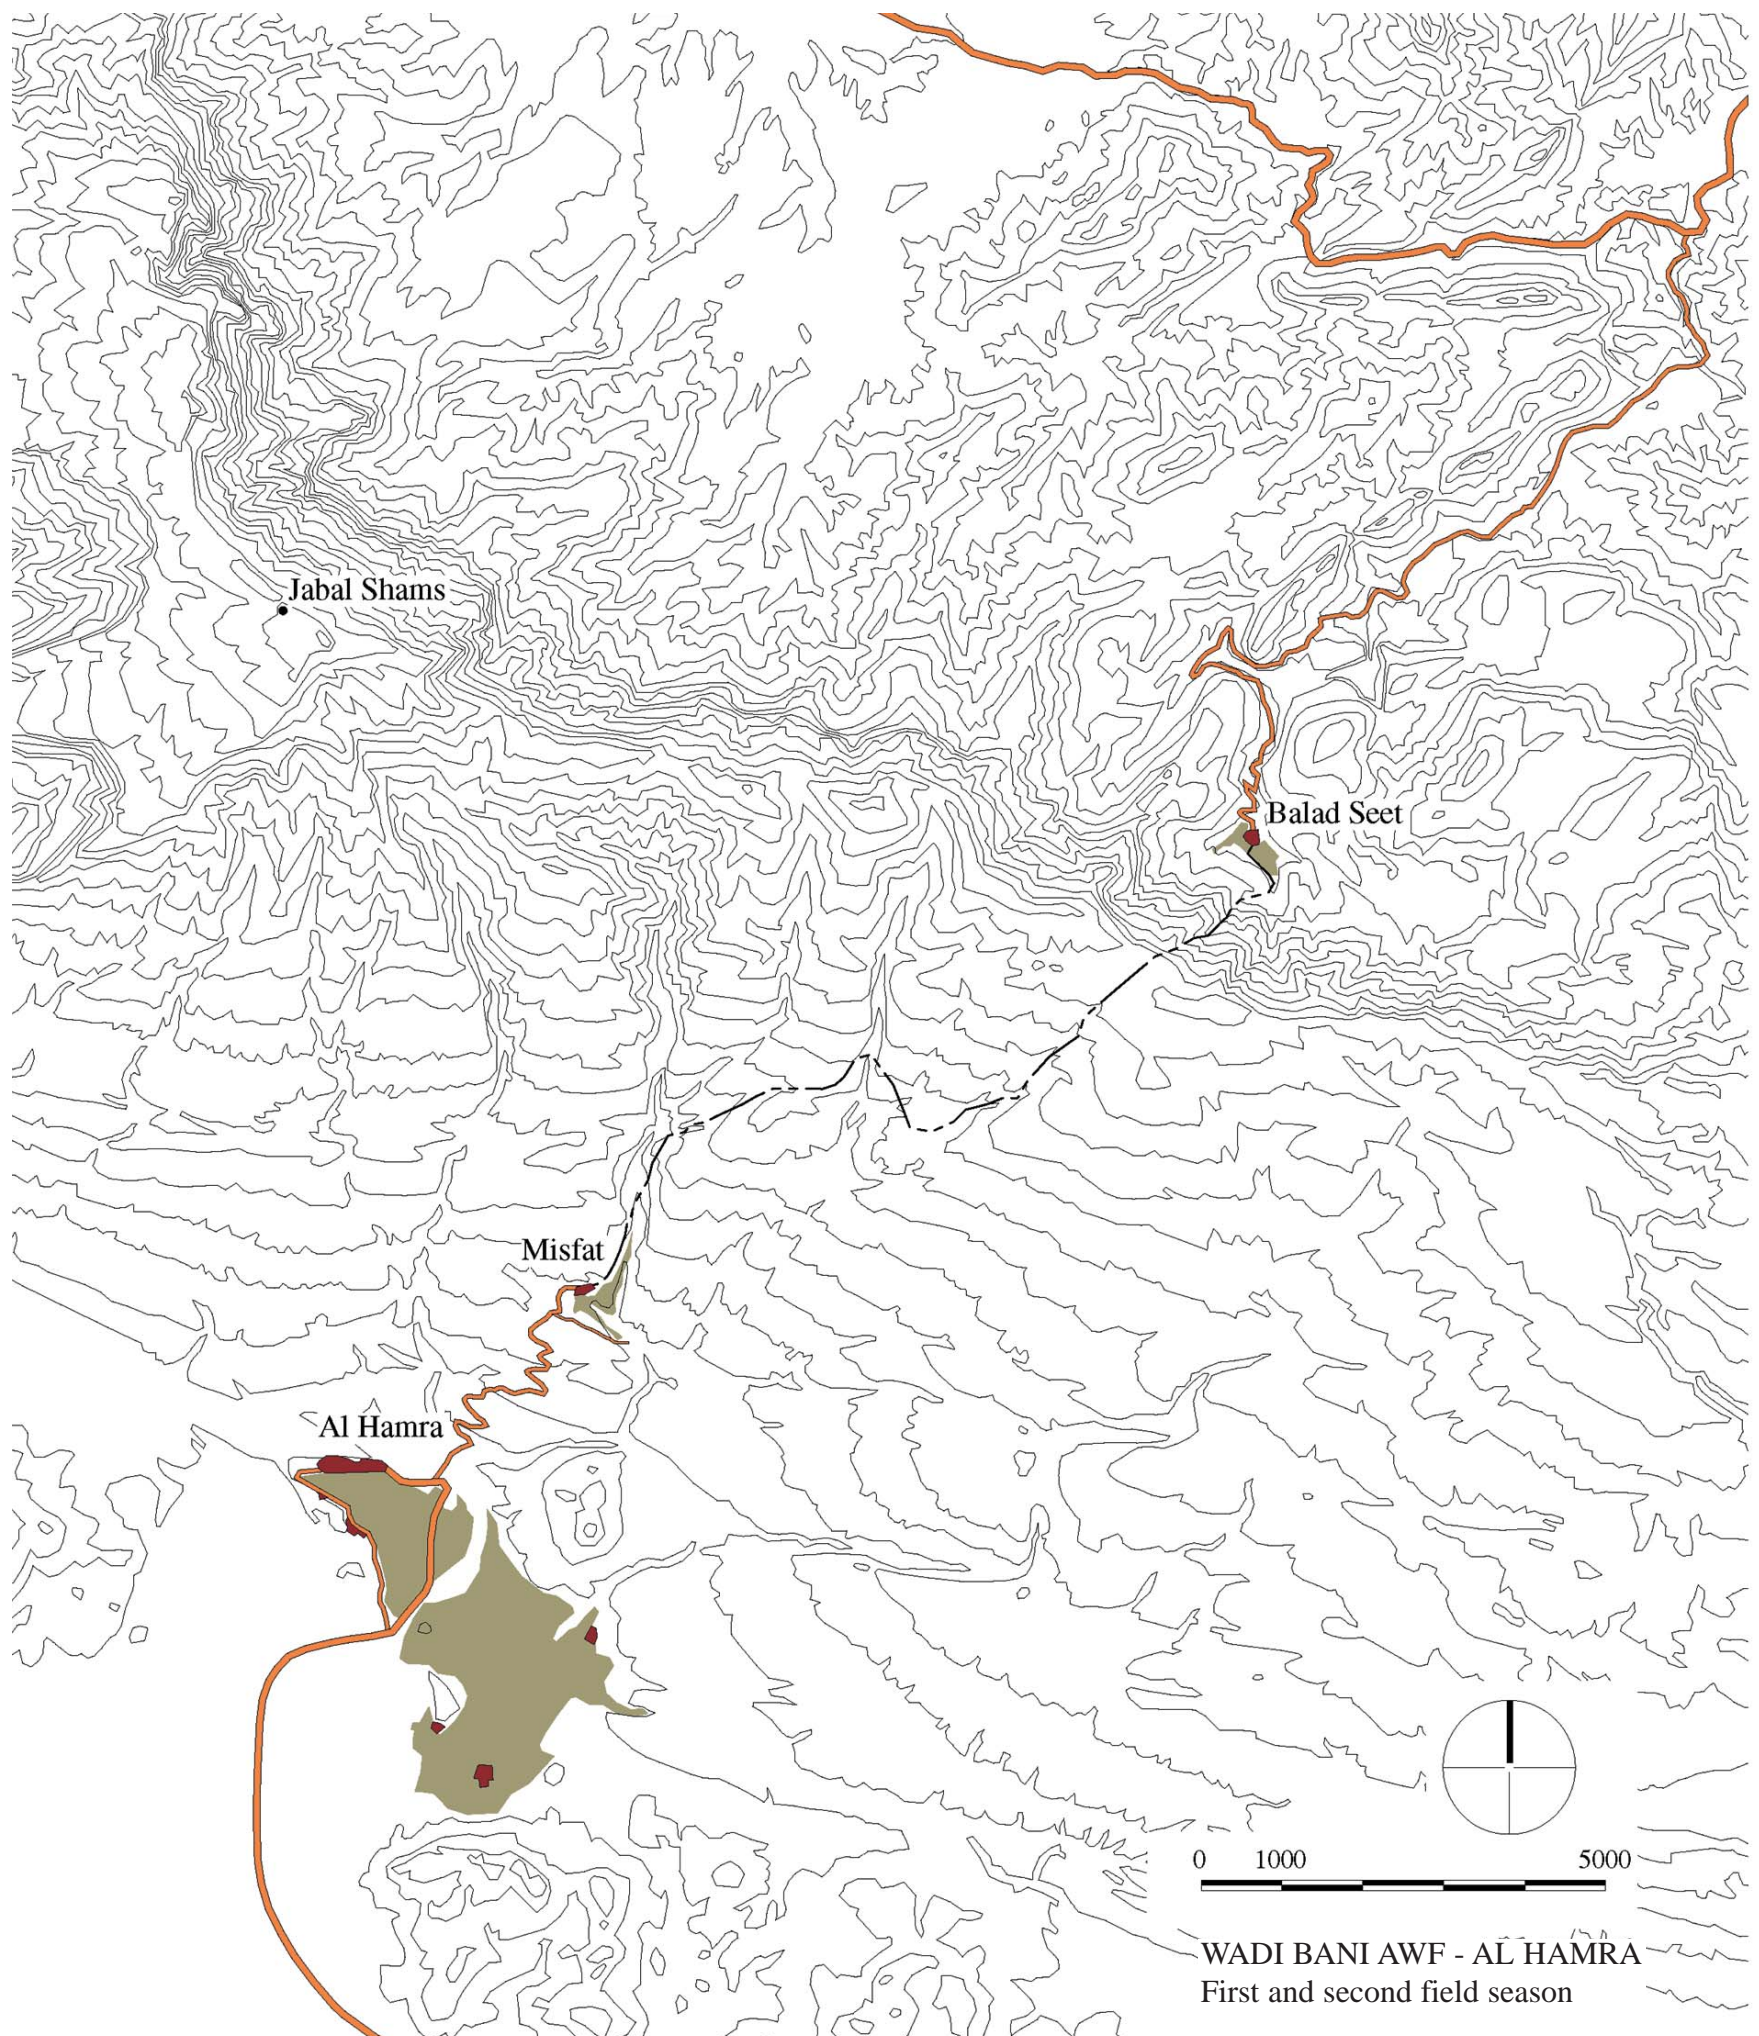 Jabal Shams
Balad Seet
Misfat
Al Hamra
0 1000 5000
WADI BANI AWF - AL HAMRA
First and second field season